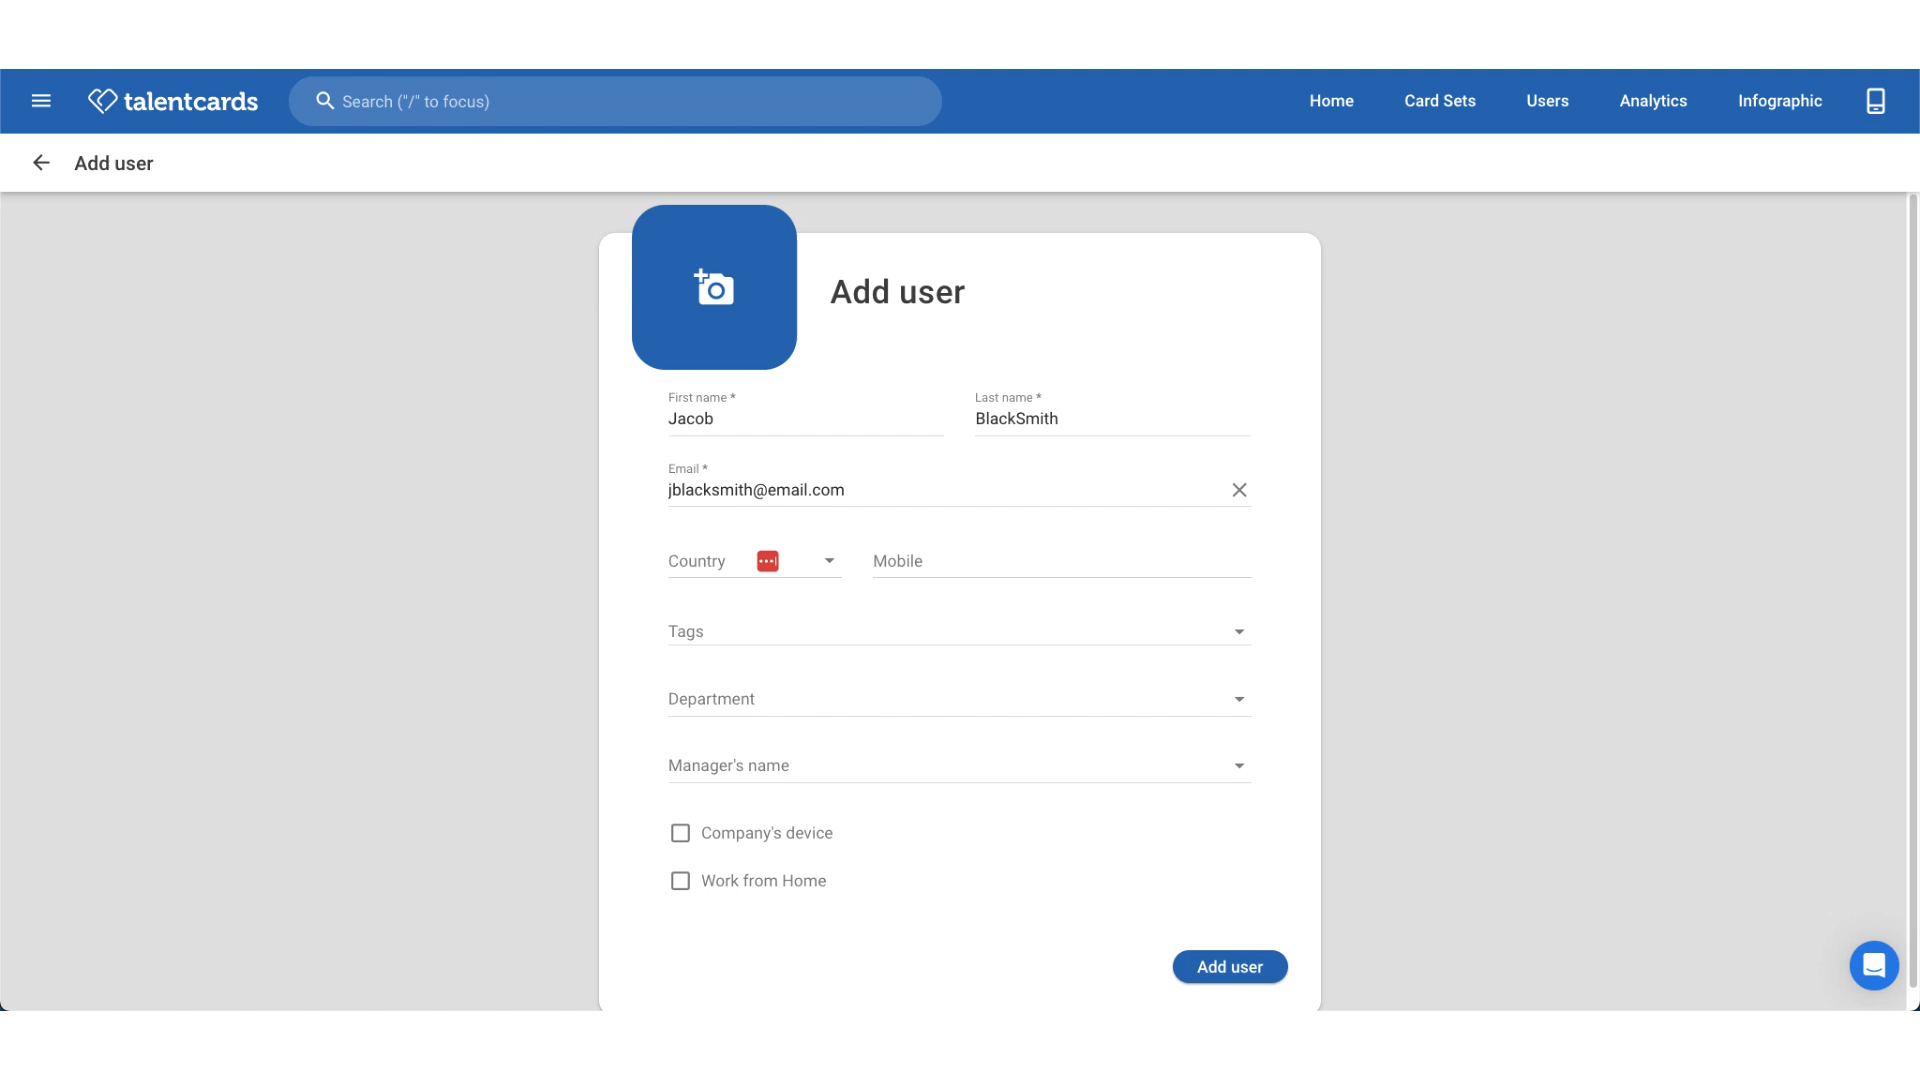 talentcards
Search ("/" to focus)
Home
Card Sets
Users
Analytics
Infographic
Add user
Add user
First name *
Jacob
Last name *
BlackSmith
Email *
jblacksmith@email.com
Country
Mobile
Tags
Department
Manager's name
Company's device
Work from Home
Add user